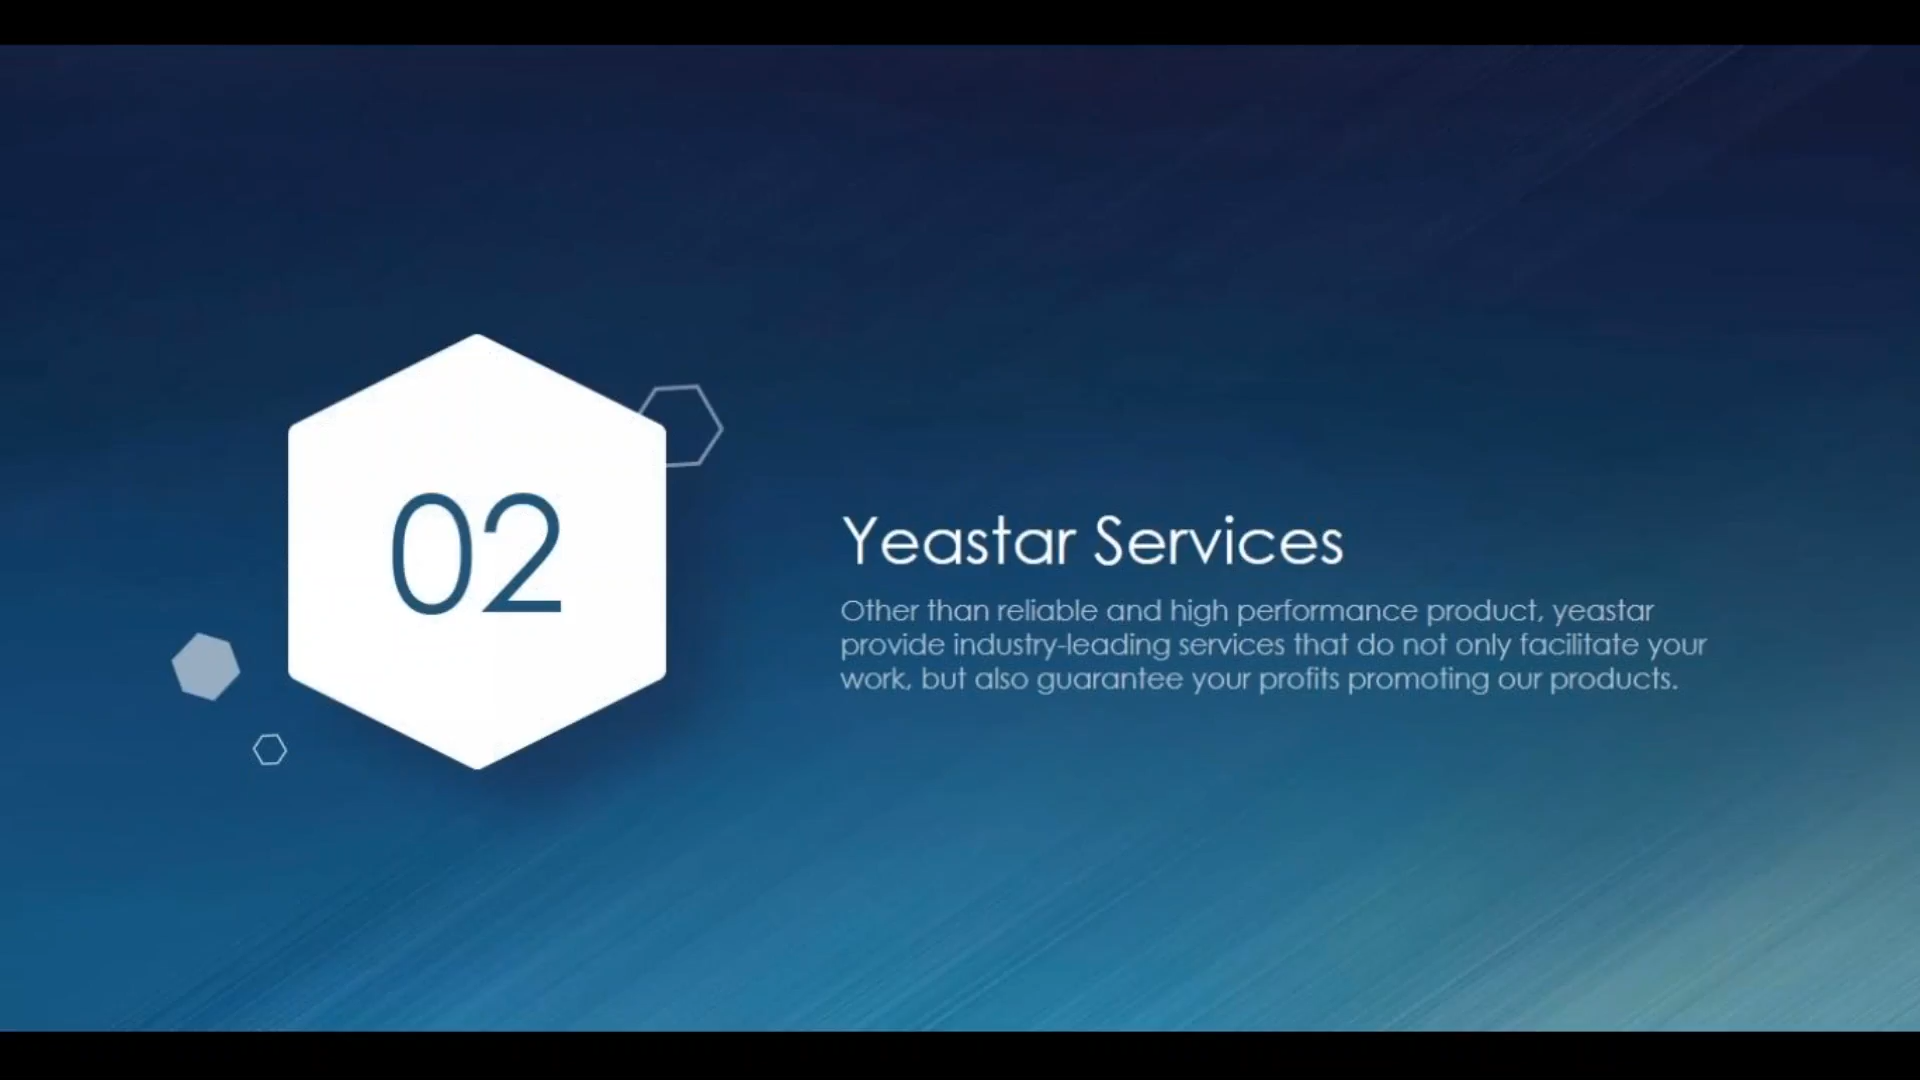 02
Yeastar Services
Other than reliable and high performance product, yeastar
provide industry-leading services that do not only facilitate your
work, but also guarantee your profits promoting our products.